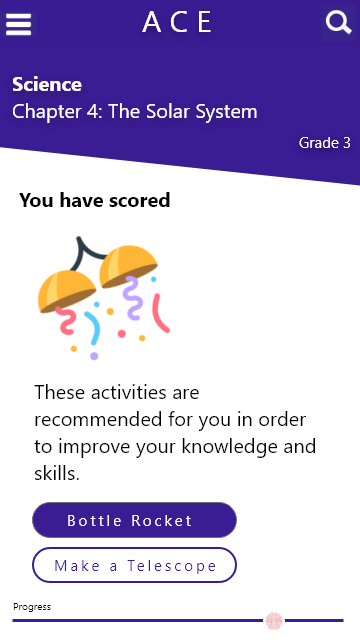 A C E
Science
Chapter 4: The Solar System
Grade 3
You have scored
These activities are
recommended for you in order
to improve your knowledge and
skills.
Bottle Rocket
Make a Telescope
Progress